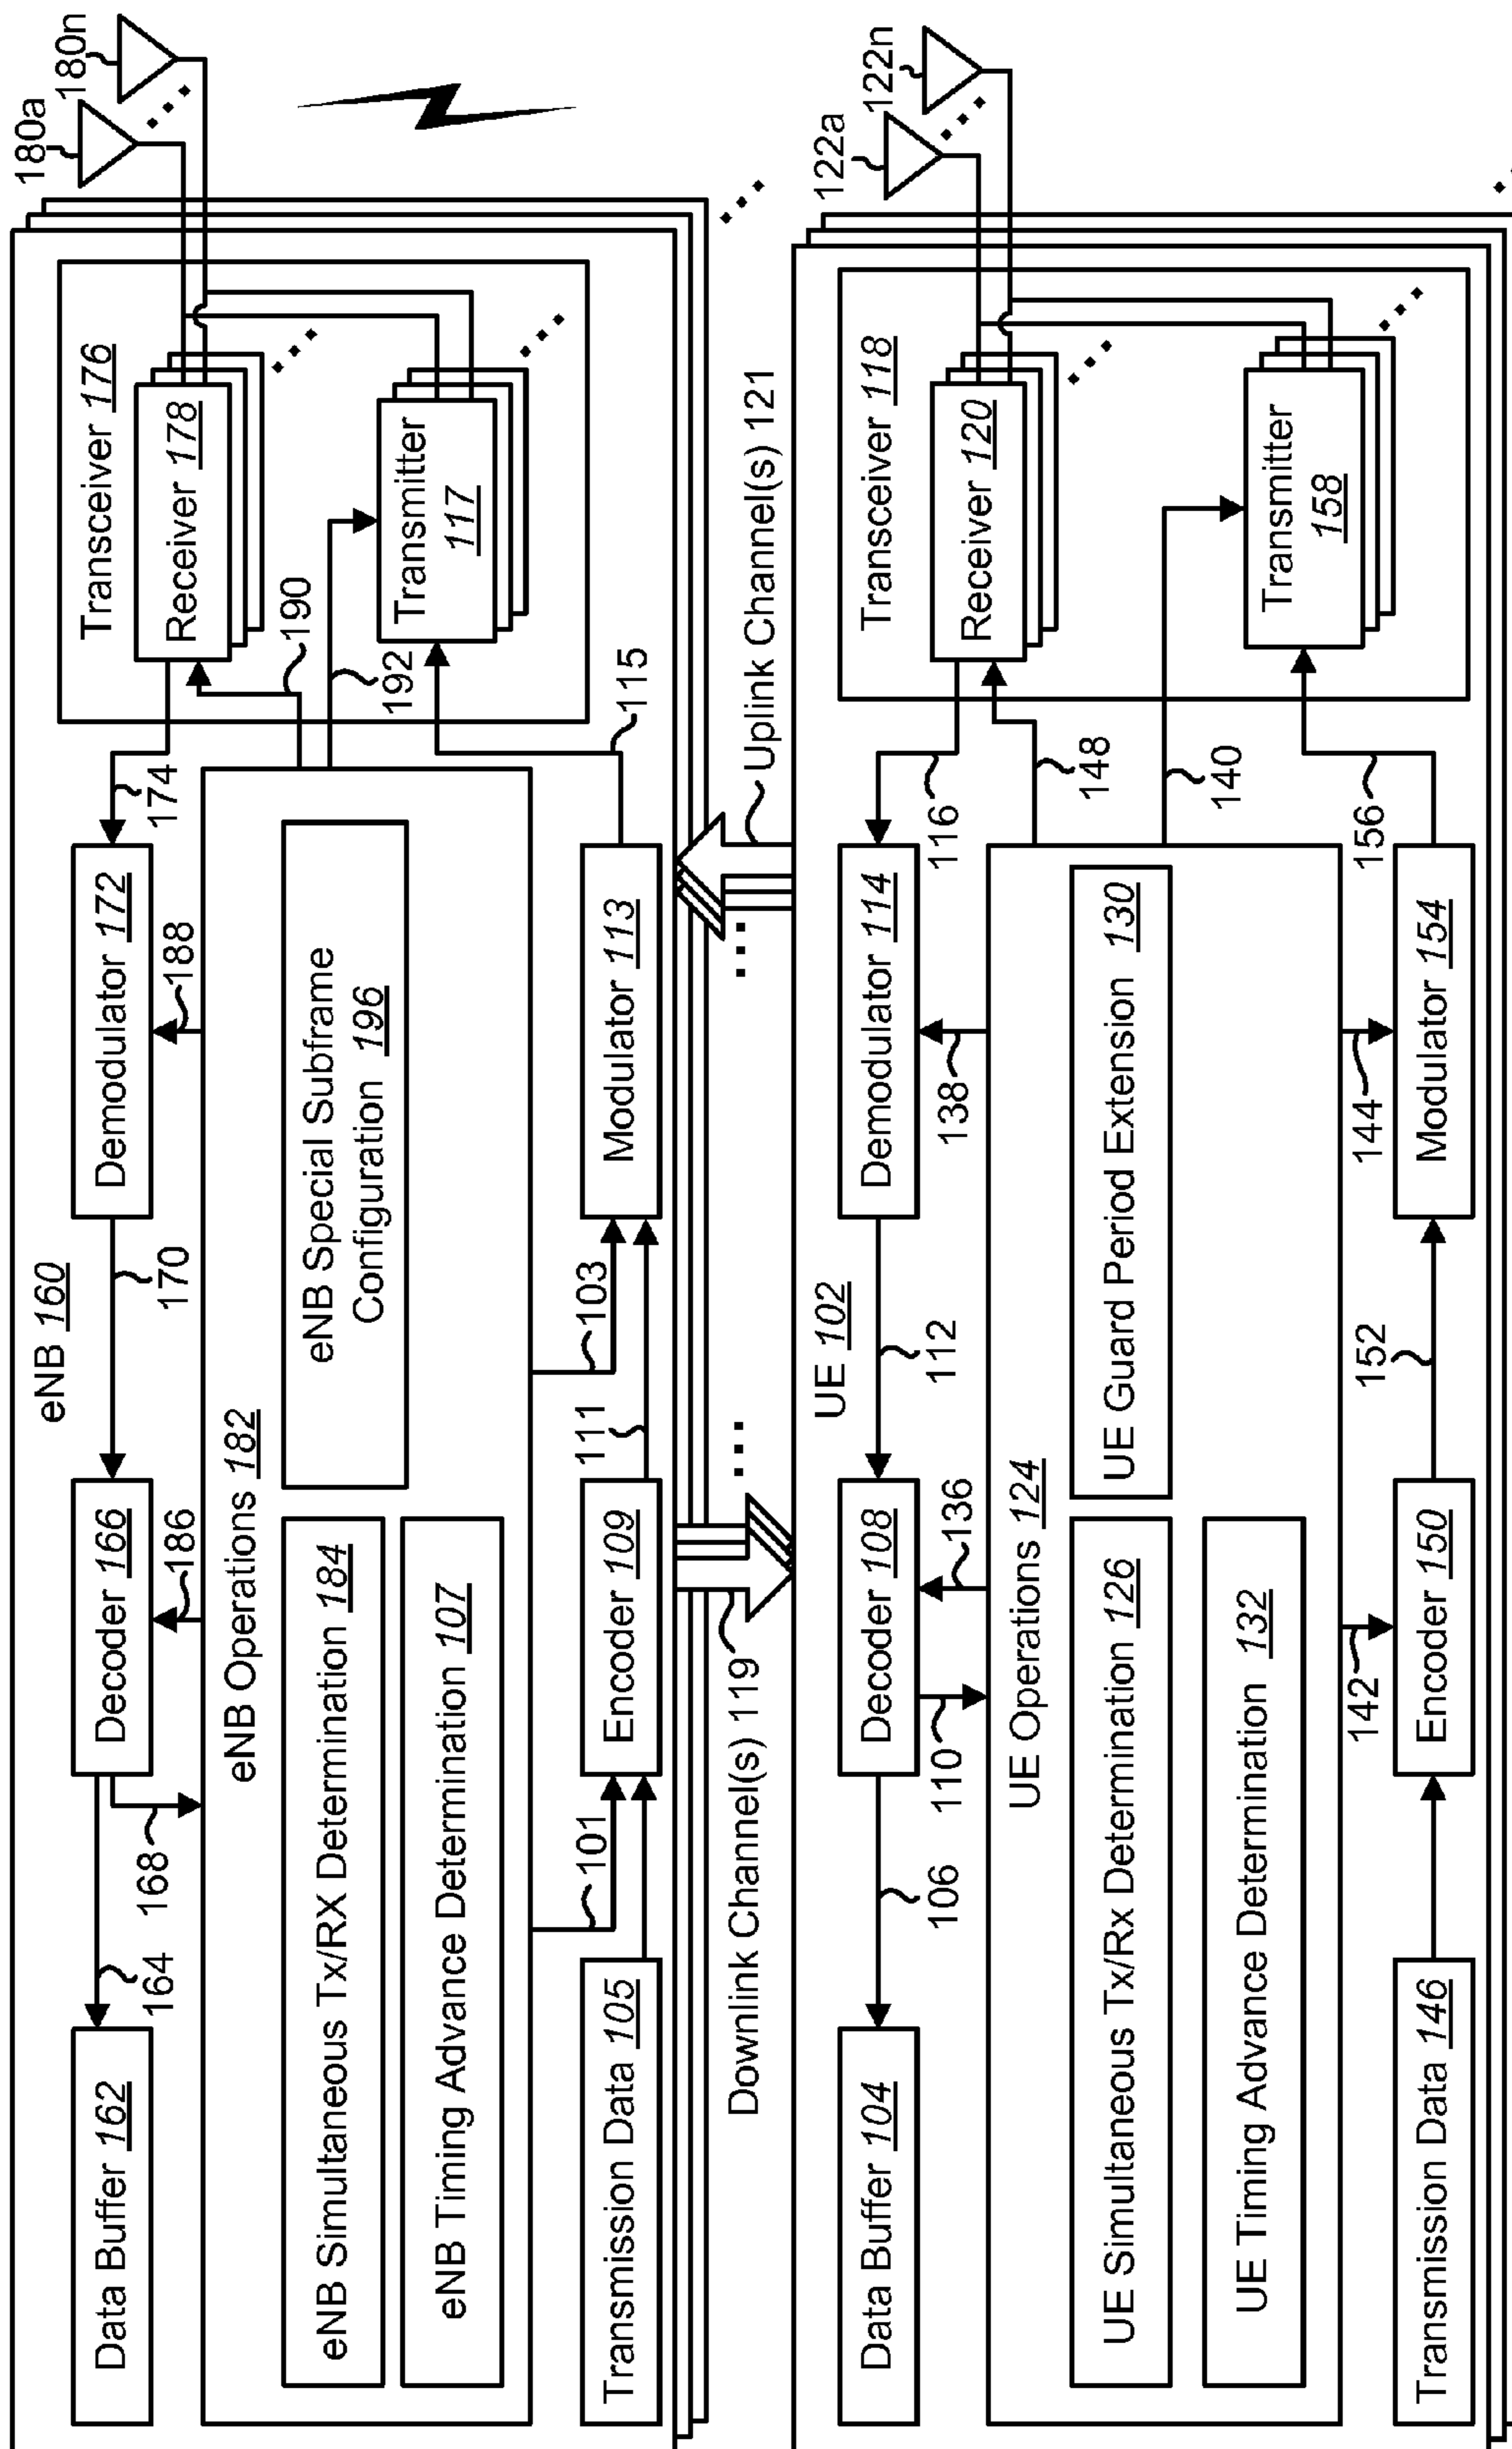 eNB 160
Data Buffer 162
164
168
Decoder 166
186
170
Demodulator 172
188
174
Transceiver 176
Receiver 178
180a
180n
eNB Operations 182
190
192
eNB Simultaneous Tx/RX Determination 184
eNB Special Subframe
Configuration 196
eNB Timing Advance Determination 107
Transmitter
117
101
103
115
Transmission Data 105
Encoder 109
111
Modulator 113
Downlink Channel(s) 119
Uplink Channel(s) 121
UE 102
Data Buffer 104
106
Decoder 108
110
136
112
Demodulator 114
138
116
Transceiver 118
Receiver 120
122a
122n
UE Operations 124
148
140
UE Simultaneous Tx/Rx Determination 126
UE Guard Period Extension 130
UE Timing Advance Determination 132
Transmitter
158
142
144
156
Transmission Data 146
Encoder 150
152
Modulator 154